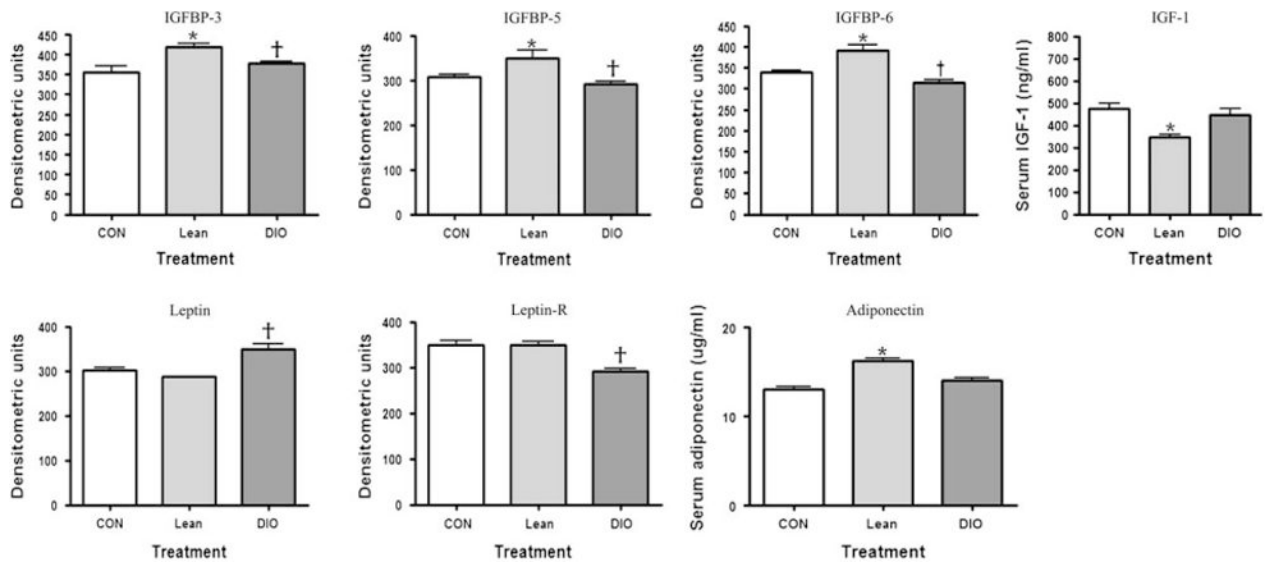 IGFBP-3
Densitometric units
450
400
350
300
250
200
150
100
50
0
*
†
CON Lean DIO
Treatment
IGFBP-5
Densitometric units
400
300
200
100
0
*
†
CON Lean DIO
Treatment
IGFBP-6
Densitometric units
450
400
350
300
250
200
150
100
50
0
*
†
CON Lean DIO
Treatment
IGF-1
Serum IGF-1 (ng/ml)
800
700
600
500
400
300
200
100
0
*
CON Lean DIO
Treatment
Leptin
Densitometric units
400
300
200
100
0
†
CON Lean DIO
Treatment
Leptin-R
Densitometric units
400
300
200
100
0
†
CON Lean DIO
Treatment
Adiponectin
Serum adiponectin (ug/ml)
20
10
0
*
CON Lean DIO
Treatment